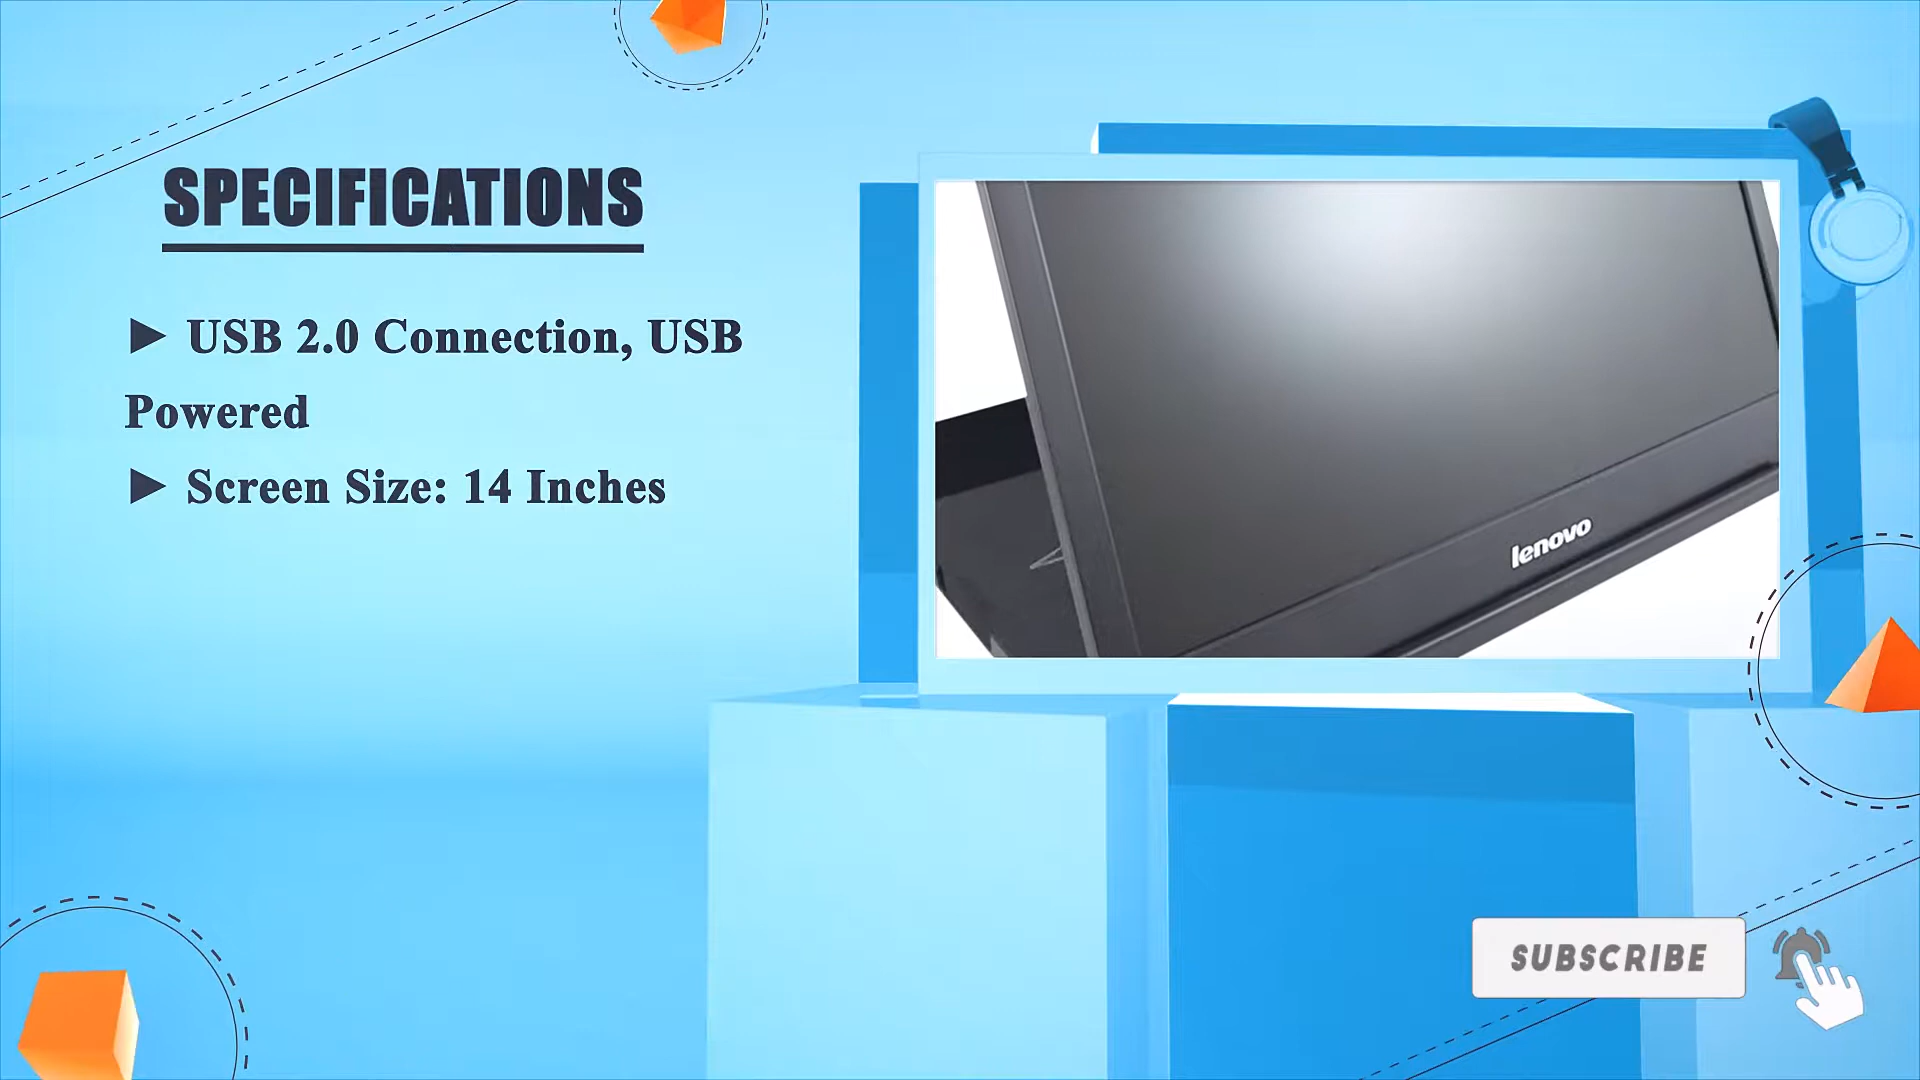 SPECIFICATIONS
► USB 2.0 Connection, USB
Powered
► Screen Size: 14 Inches
lenovo
SUBSCRIBE